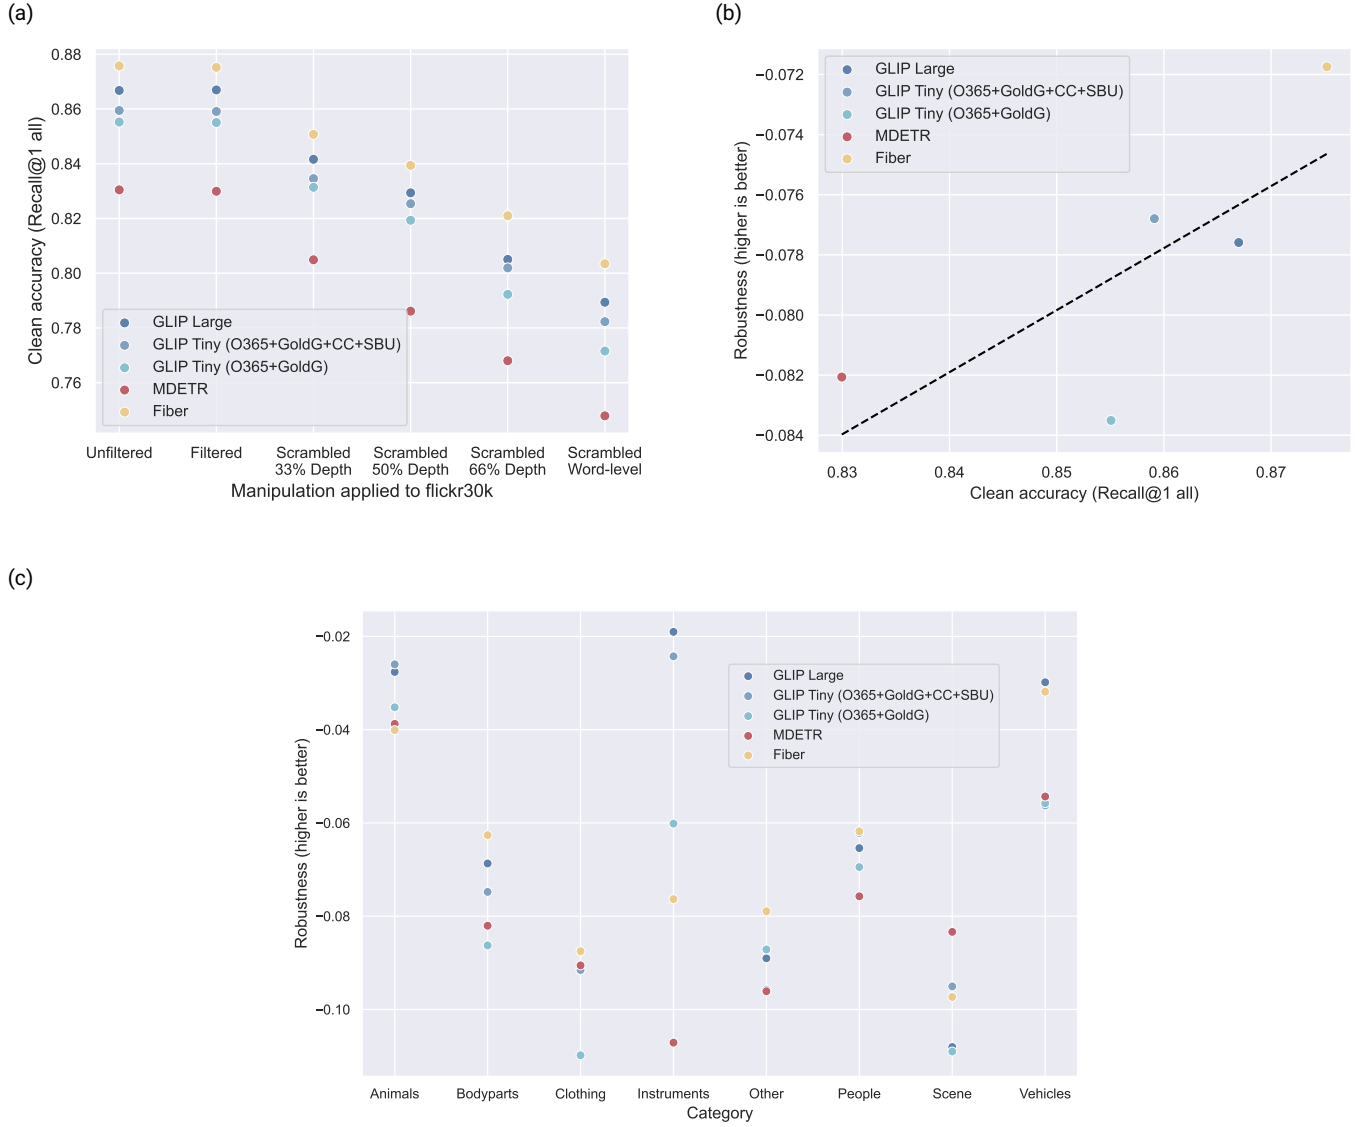 (a)
0.88
0.86
0.84
0.82
0.80
0.78
0.76
Clean accuracy (Recall@1 all)
GLIP Large
GLIP Tiny (O365+GoldG+CC+SBU)
GLIP Tiny (O365+GoldG)
MDETR
Fiber
Unfiltered
Filtered
Scrambled
33% Depth
Scrambled
50% Depth
Scrambled
66% Depth
Scrambled
Word-level
Manipulation applied to flickr30k
(b)
−0.072
−0.074
−0.076
−0.078
−0.080
−0.082
−0.084
Robustness (higher is better)
GLIP Large
GLIP Tiny (O365+GoldG+CC+SBU)
GLIP Tiny (O365+GoldG)
MDETR
Fiber
0.83 0.84 0.85 0.86 0.87
Clean accuracy (Recall@1 all)
(c)
−0.02
−0.04
−0.06
−0.08
−0.10
Robustness (higher is better)
GLIP Large
GLIP Tiny (O365+GoldG+CC+SBU)
GLIP Tiny (O365+GoldG)
MDETR
Fiber
Animals Bodyparts Clothing Instruments Other People Scene Vehicles
Category